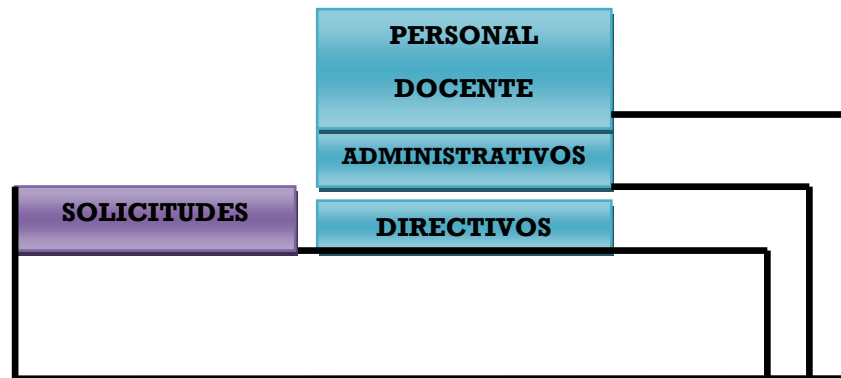 PERSONAL
DOCENTE
ADMINISTRATIVOS
SOLICITUDES
DIRECTIVOS